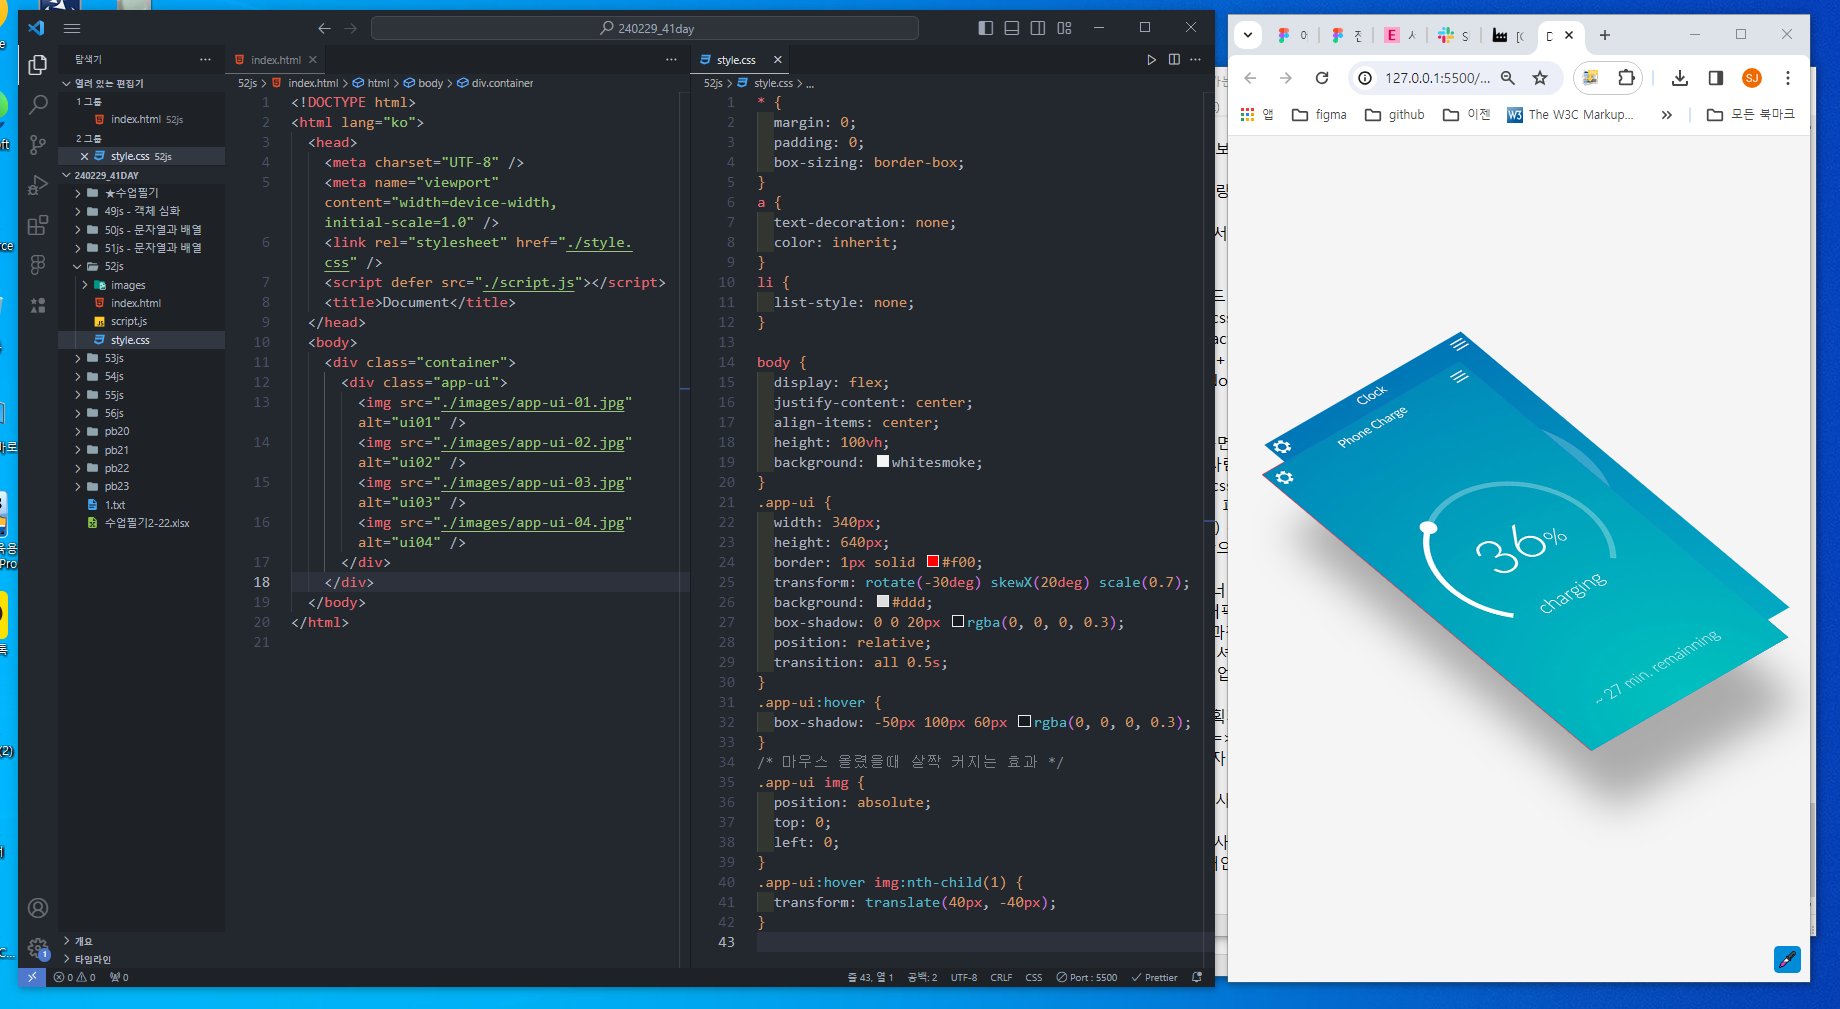 240229_41day
탐색기
열려 있는 편집기
1 그룹
index.html 52js
2 그룹
style.css 52js
240229_41DAY
★수업필기
49js - 객체 심화
50js - 문자열과 배열
51js - 문자열과 배열
52js
images
index.html
script.js
style.css
53js
54js
55js
56js
pb20
pb21
pb22
pb23
1.txt
수업필기2-22.xlsx
개요
타임라인
index.html
52js > index.html > html > body > div.container
1 <!DOCTYPE html>
2 <html lang="ko">
3 <head>
4 <meta charset="UTF-8" />
5 <meta name="viewport"
content="width=device-width,
initial-scale=1.0" />
6 <link rel="stylesheet" href="./style.
css" />
7 <script defer src="./script.js"></script>
8 <title>Document</title>
9 </head>
10 <body>
11 <div class="container">
12 <div class="app-ui">
13 <img src="./images/app-ui-01.jpg"
alt="ui01" />
14 <img src="./images/app-ui-02.jpg"
alt="ui02" />
15 <img src="./images/app-ui-03.jpg"
alt="ui03" />
16 <img src="./images/app-ui-04.jpg"
alt="ui04" />
17 </div>
18 </div>
19 </body>
20 </html>
21
style.css
52js > style.css > ...
1 * {
2 margin: 0;
3 padding: 0;
4 box-sizing: border-box;
5 }
6 a {
7 text-decoration: none;
8 color: inherit;
9 }
10 li {
11 list-style: none;
12 }
13
14 body {
15 display: flex;
16 justify-content: center;
17 align-items: center;
18 height: 100vh;
19 background: whitesmoke;
20 }
21 .app-ui {
22 width: 340px;
23 height: 640px;
24 border: 1px solid #f00;
25 transform: rotate(-30deg) skewX(20deg) scale(0.7);
26 background: #ddd;
27 box-shadow: 0 0 20px rgba(0, 0, 0, 0.3);
28 position: relative;
29 transition: all 0.5s;
30 }
31 .app-ui:hover {
32 box-shadow: -50px 100px 60px rgba(0, 0, 0, 0.3);
33 }
34 /* 마우스 올렸을때 살짝 커지는 효과 */
35 .app-ui img {
36 position: absolute;
37 top: 0;
38 left: 0;
39 }
40 .app-ui:hover img:nth-child(1) {
41 transform: translate(40px, -40px);
42 }
43
0 0 0
줄 43, 열 1 공백: 2 UTF-8 CRLF CSS Port : 5500 Prettier
127.0.0.1:5500/...
SJ
앱 figma github 이젠 The W3C Markup... » 모든 북마크
Clock
Phone Charge
36%
charging
~ 27 min. remainning